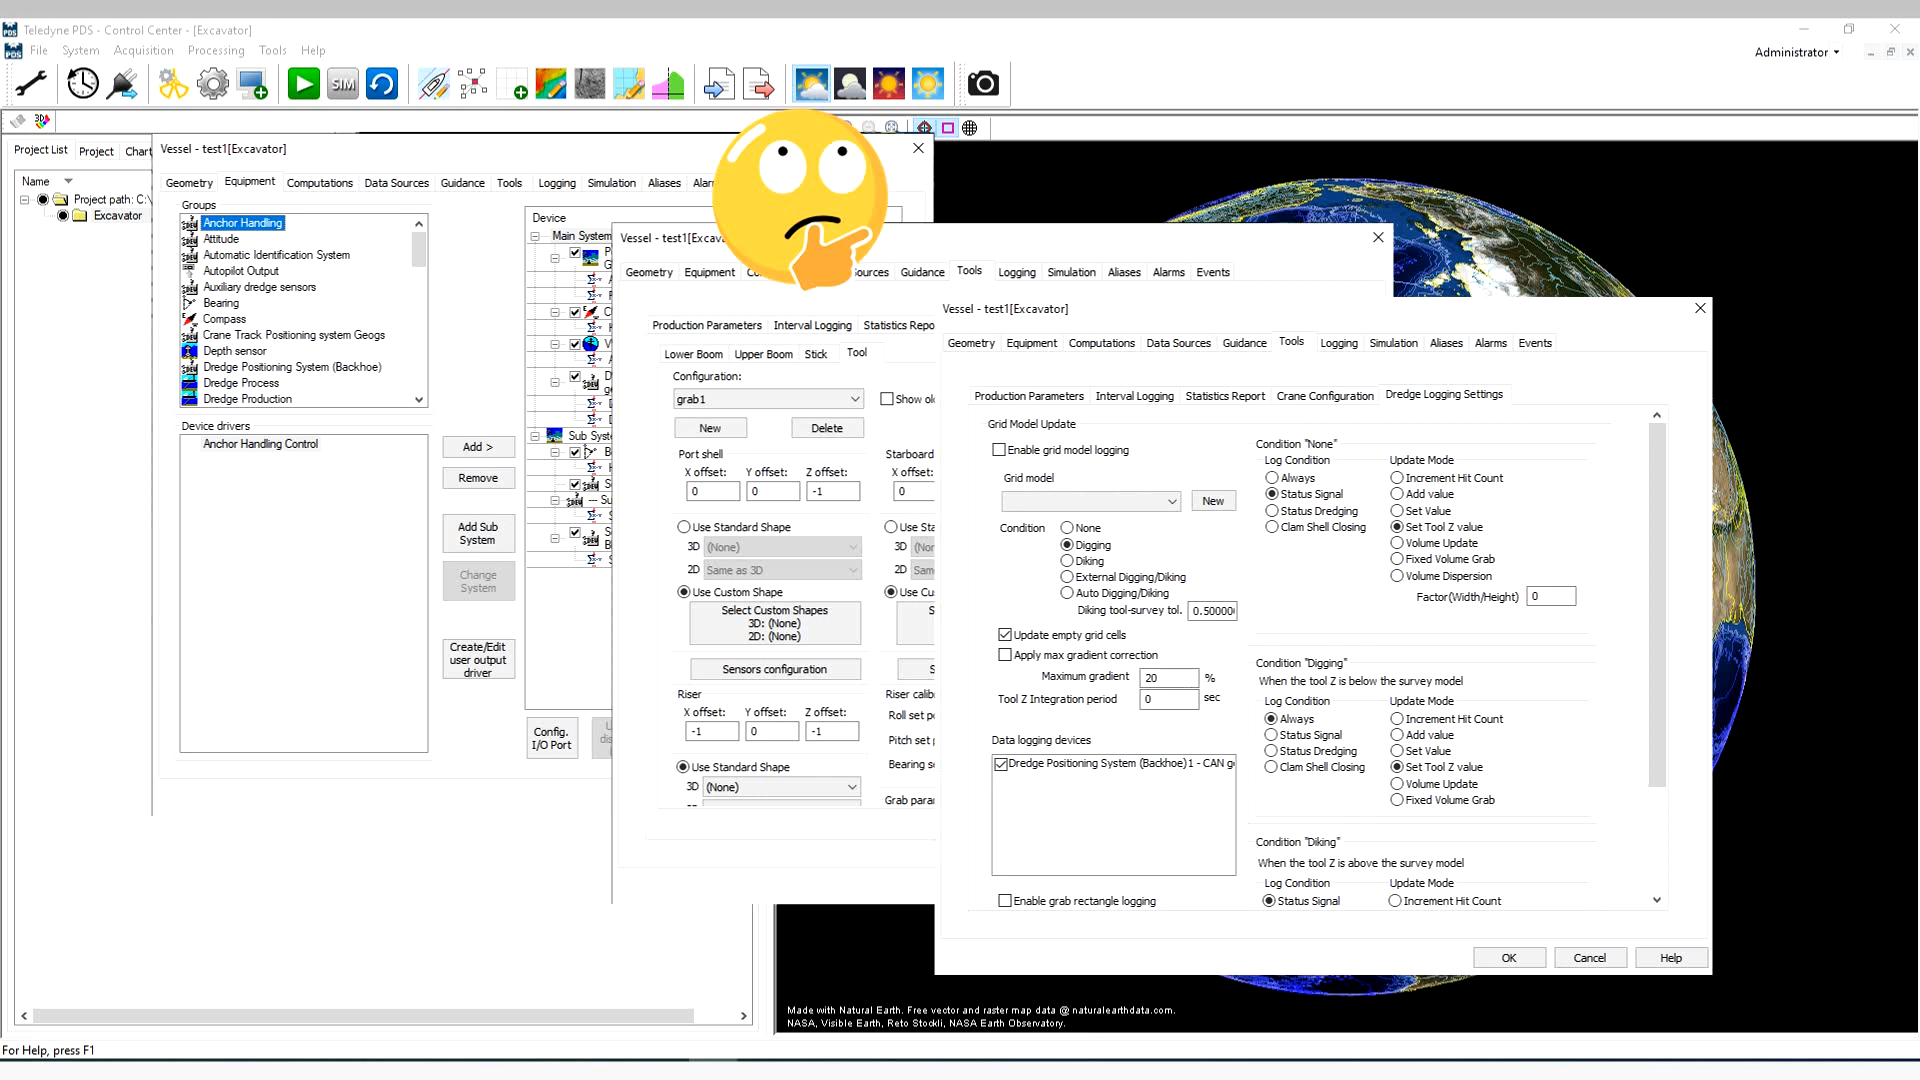 Teledyne PDS - Control Center - [Excavator]
File System Acquisition Processing Tools Help
Administrator
SIM
3D
Project List Project Chart
Name
Project path: C:\
Excavator
Vessel - test1[Excavator]
Geometry Equipment Computations Data Sources Guidance Tools Logging Simulation Aliases
Groups
Anchor Handling
Attitude
Automatic Identification System
Autopilot Output
Auxiliary dredge sensors
Bearing
Compass
Crane Track Positioning system Geogs
Depth sensor
Dredge Positioning System (Backhoe)
Dredge Process
Dredge Production
Device drivers
Anchor Handling Control
Add >
Remove
Add Sub
System
Change
System
Create/Edit
user output
driver
Device
Main System
Sub Syst
Config.
I/O Port
Vessel - test1[Excava
Geometry Equipment Co ources Guidance Tools Logging Simulation Aliases Alarms Events
Production Parameters Interval Logging Statistics Repo
Lower Boom Upper Boom Stick Tool
Configuration:
grab1
Show ol
New Delete
Port shell Starboard
X offset: Y offset: Z offset: X offset:
0 0 -1 0
Use Standard Shape Use Sta
3D (None) 3D (Nor
2D Same as 3D 2D Same
Use Custom Shape Use Cu
Select Custom Shapes
3D: (None)
2D: (None)
Sensors configuration
Riser Riser calib
X offset: Y offset: Z offset:
-1 0 -1
Roll set p
Pitch set p
Bearing s
Use Standard Shape
3D (None)
Grab para
Vessel - test1[Excavator]
Geometry Equipment Computations Data Sources Guidance Tools Logging Simulation Aliases Alarms Events
Production Parameters Interval Logging Statistics Report Crane Configuration Dredge Logging Settings
Grid Model Update
Enable grid model logging
Grid model
New
Condition None
Digging
Diking
External Digging/Diking
Auto Digging/Diking
Diking tool-survey tol. 0.50000
Update empty grid cells
Apply max gradient correction
Maximum gradient 20 %
Tool Z Integration period 0 sec
Data logging devices
Dredge Positioning System (Backhoe)1 - CAN g
Enable grab rectangle logging
Condition "None"
Log Condition Update Mode
Always Increment Hit Count
Status Signal Add value
Status Dredging Set Value
Clam Shell Closing Set Tool Z value
Volume Update
Fixed Volume Grab
Volume Dispersion
Factor(Width/Height) 0
Condition "Digging"
When the tool Z is below the survey model
Log Condition Update Mode
Always Increment Hit Count
Status Signal Add value
Status Dredging Set Value
Clam Shell Closing Set Tool Z value
Volume Update
Fixed Volume Grab
Condition "Diking"
When the tool Z is above the survey model
Log Condition Update Mode
Status Signal Increment Hit Count
OK Cancel Help
Made with Natural Earth. Free vector and raster map data @ naturalearthdata.com.
NASA, Visible Earth, Reto Stockli, NASA Earth Observatory.
For Help, press F1